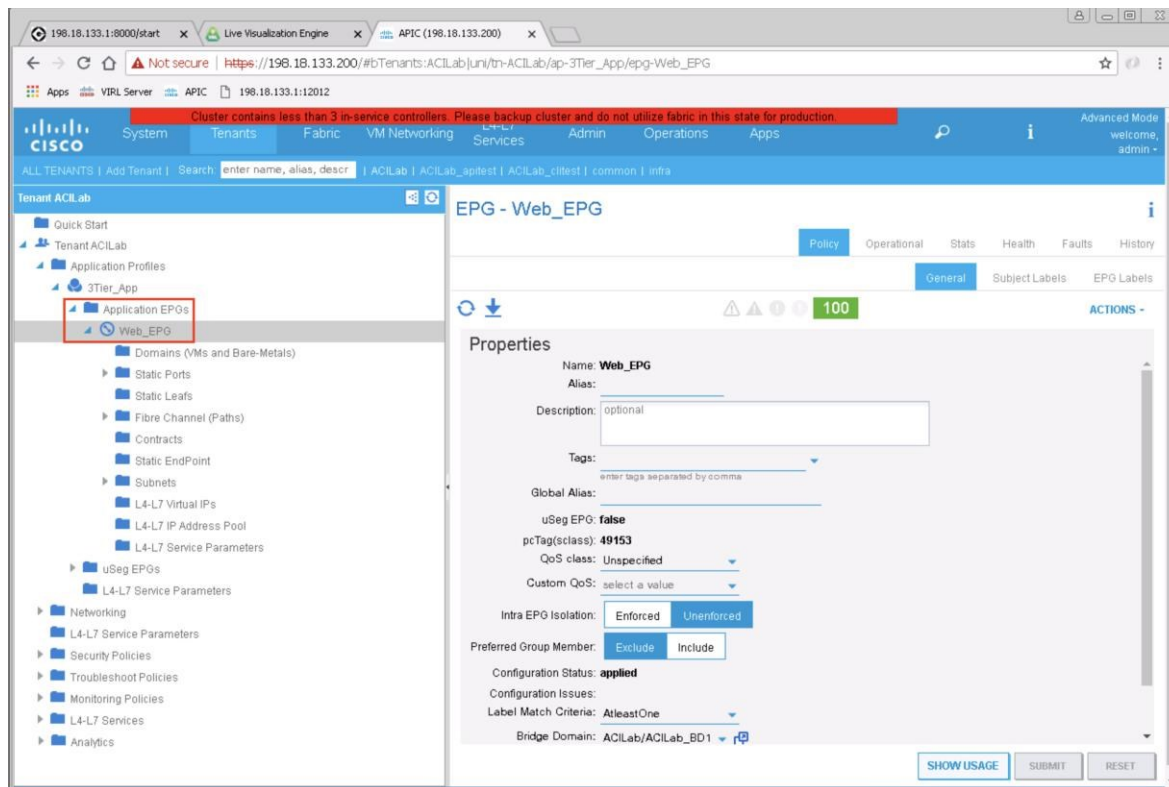 198.18.133.1:8000/start x Live Visualization Engine x APIC (198.18.133.200) x
Not secure | https://198.18.133.200/#bTenants:ACILab|uni/tn-ACILab/ap-3Tier_App/epg-Web_EPG
Apps VIRL Server APIC 198.18.133.1:12012
Cluster contains less than 3 in-service controllers. Please backup cluster and do not utilize fabric in this state for production.
CISCO System Tenants Fabric VM Networking L4-L7 Services Admin Operations Apps i Advanced Mode welcome, admin
ALL TENANTS | Add Tenant | Search: enter name, alias, descr | ACILab | ACILab_apitest | ACILab_clitest | common | infra
Tenant ACILab
Quick Start
Tenant ACILab
Application Profiles
3Tier_App
Application EPGs
Web_EPG
Domains (VMs and Bare-Metals)
Static Ports
Static Leafs
Fibre Channel (Paths)
Contracts
Static EndPoint
Subnets
L4-L7 Virtual IPs
L4-L7 IP Address Pool
L4-L7 Service Parameters
uSeg EPGs
L4-L7 Service Parameters
Networking
L4-L7 Service Parameters
Security Policies
Troubleshoot Policies
Monitoring Policies
L4-L7 Services
Analytics
EPG - Web_EPG i
Policy Operational Stats Health Faults History
General Subject Labels EPG Labels
100 ACTIONS
Properties
Name: Web_EPG
Alias:
Description: optional
Tags:
enter tags separated by comma
Global Alias:
uSeg EPG: false
pcTag(sclass): 49153
QoS class: Unspecified
Custom QoS: select a value
Intra EPG Isolation: Enforced Unenforced
Preferred Group Member: Exclude Include
Configuration Status: applied
Configuration Issues:
Label Match Criteria: AtleastOne
Bridge Domain: ACILab/ACILab_BD1
SHOW USAGE SUBMIT RESET